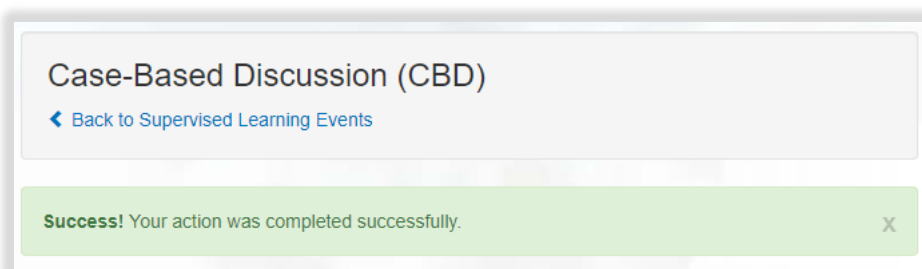 Case-Based Discussion (CBD)
Back to Supervised Learning Events
Success! Your action was completed successfully. x